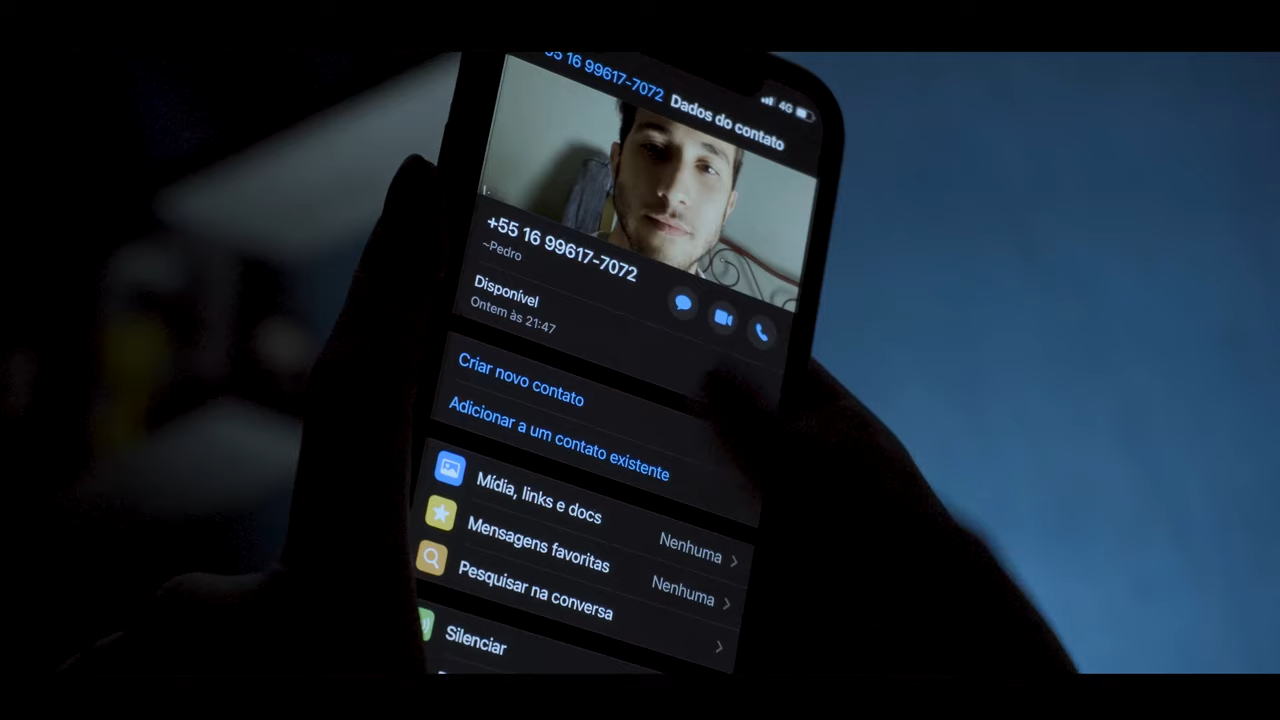 55 16 99617-7072 Dados do contato
4G
+55 16 99617-7072
~Pedro
Disponível
Ontem às 21:47
Criar novo contato
Adicionar a um contato existente
Mídia, links e docs Nenhuma
Mensagens favoritas Nenhuma
Pesquisar na conversa
Silenciar